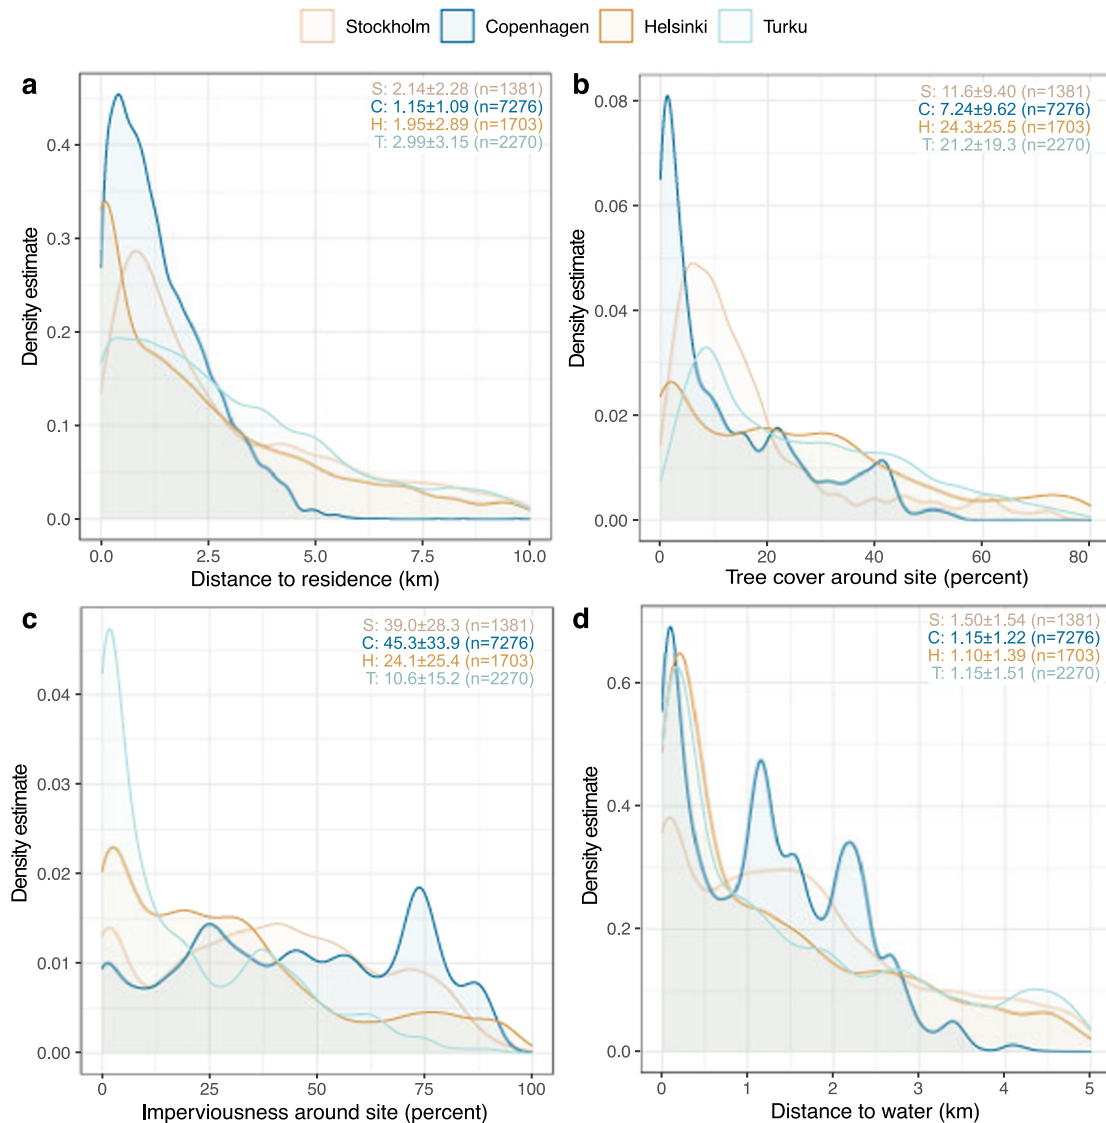 Stockholm Copenhagen Helsinki Turku
a
S: 2.14±2.28 (n=1381)
C: 1.15±1.09 (n=7276)
H: 1.95±2.89 (n=1703)
T: 2.99±3.15 (n=2270)
Density estimate
0.4
0.3
0.2
0.1
0.0
0.0 2.5 5.0 7.5 10.0
Distance to residence (km)
b
S: 11.6±9.40 (n=1381)
C: 7.24±9.62 (n=7276)
H: 24.3±25.5 (n=1703)
T: 21.2±19.3 (n=2270)
Density estimate
0.08
0.06
0.04
0.02
0.00
0 20 40 60 80
Tree cover around site (percent)
c
S: 39.0±28.3 (n=1381)
C: 45.3±33.9 (n=7276)
H: 24.1±25.4 (n=1703)
T: 10.6±15.2 (n=2270)
Density estimate
0.04
0.03
0.02
0.01
0.00
0 25 50 75 100
Imperviousness around site (percent)
d
S: 1.50±1.54 (n=1381)
C: 1.15±1.22 (n=7276)
H: 1.10±1.39 (n=1703)
T: 1.15±1.51 (n=2270)
Density estimate
0.6
0.4
0.2
0.0
0 1 2 3 4 5
Distance to water (km)